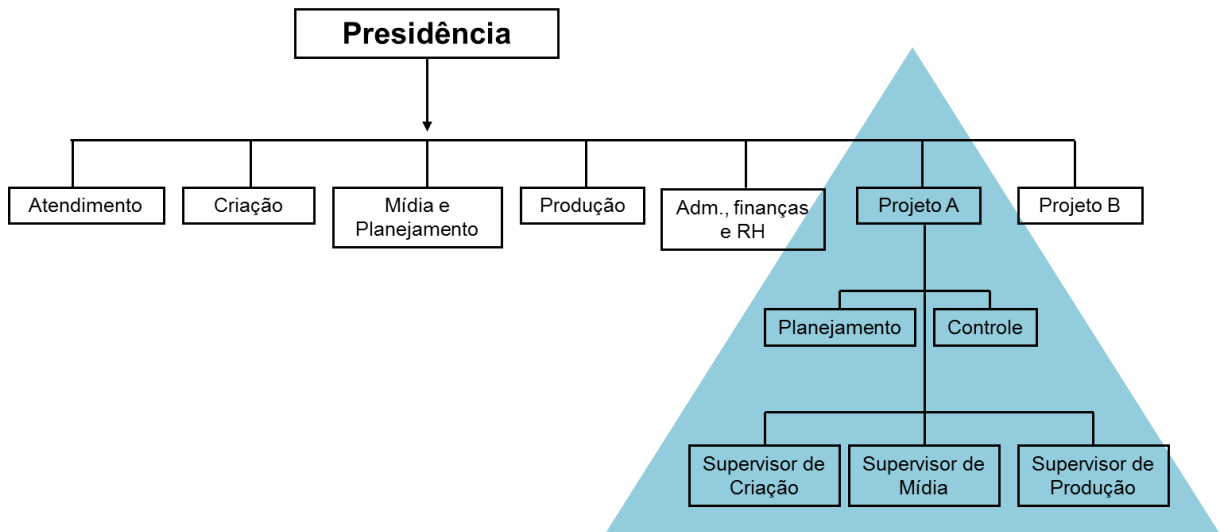 Presidência
Atendimento
Criação
Mídia e
Planejamento
Produção
Adm., finanças
e RH
Projeto A
Projeto B
Planejamento
Controle
Supervisor de
Criação
Supervisor de
Mídia
Supervisor de
Produção